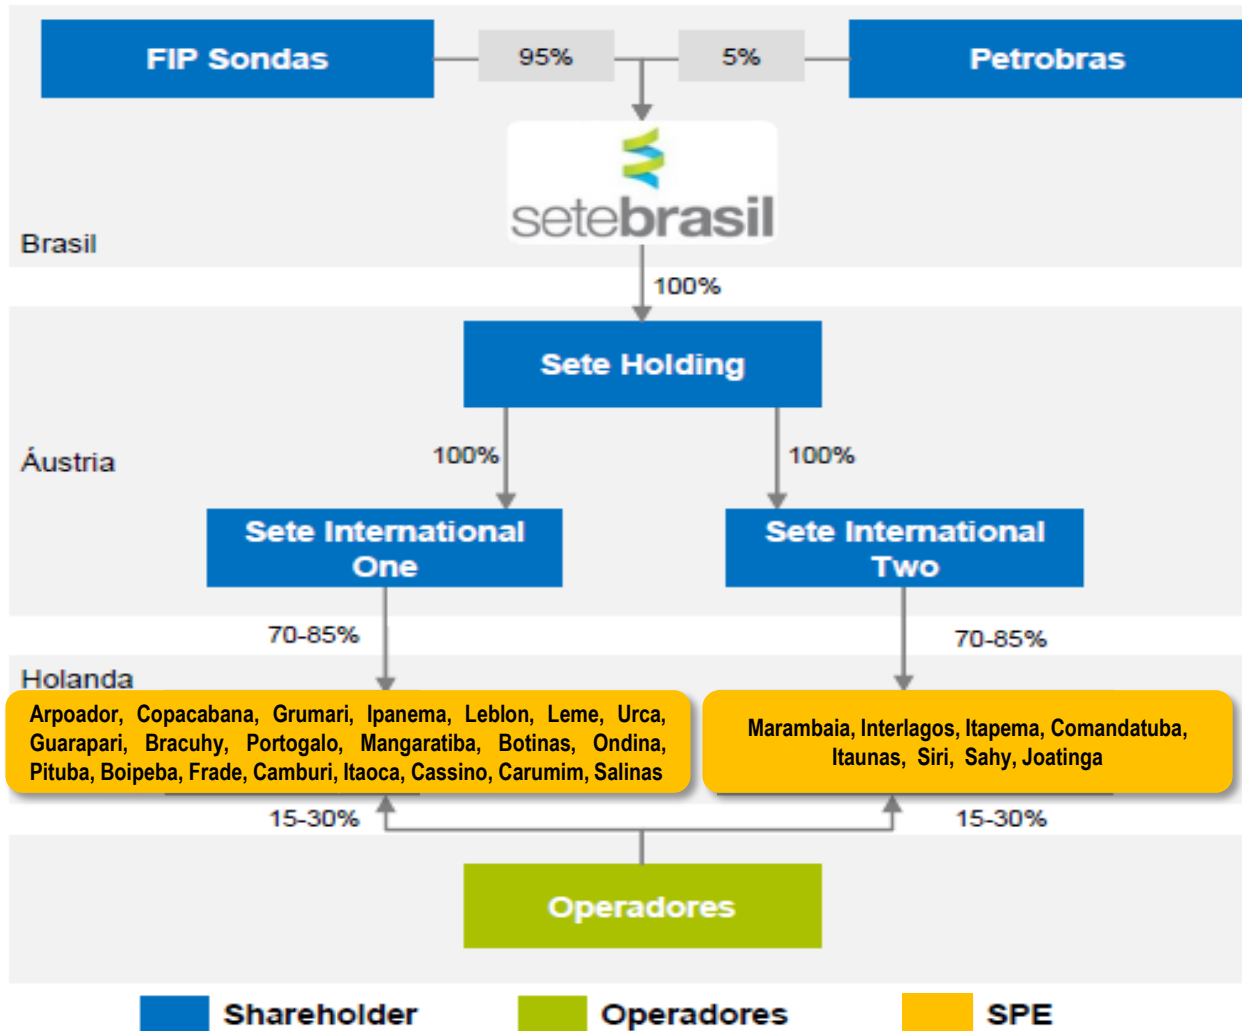 FIP Sondas
95%
5%
Petrobras
setebrasil
Brasil
100%
Sete Holding
Áustria
100%
100%
Sete International
One
Sete International
Two
70-85%
70-85%
Holanda
Arpoador, Copacabana, Grumari, Ipanema, Leblon, Leme, Urca,
Guarapari, Bracuhy, Portogalo, Mangaratiba, Botinas, Ondina,
Pituba, Boipeba, Frade, Camburi, Itaoca, Cassino, Carumim, Salinas
Marambaia, Interlagos, Itapema, Comandatuba,
Itaunas, Siri, Sahy, Joatinga
15-30%
15-30%
Operadores
Shareholder
Operadores
SPE